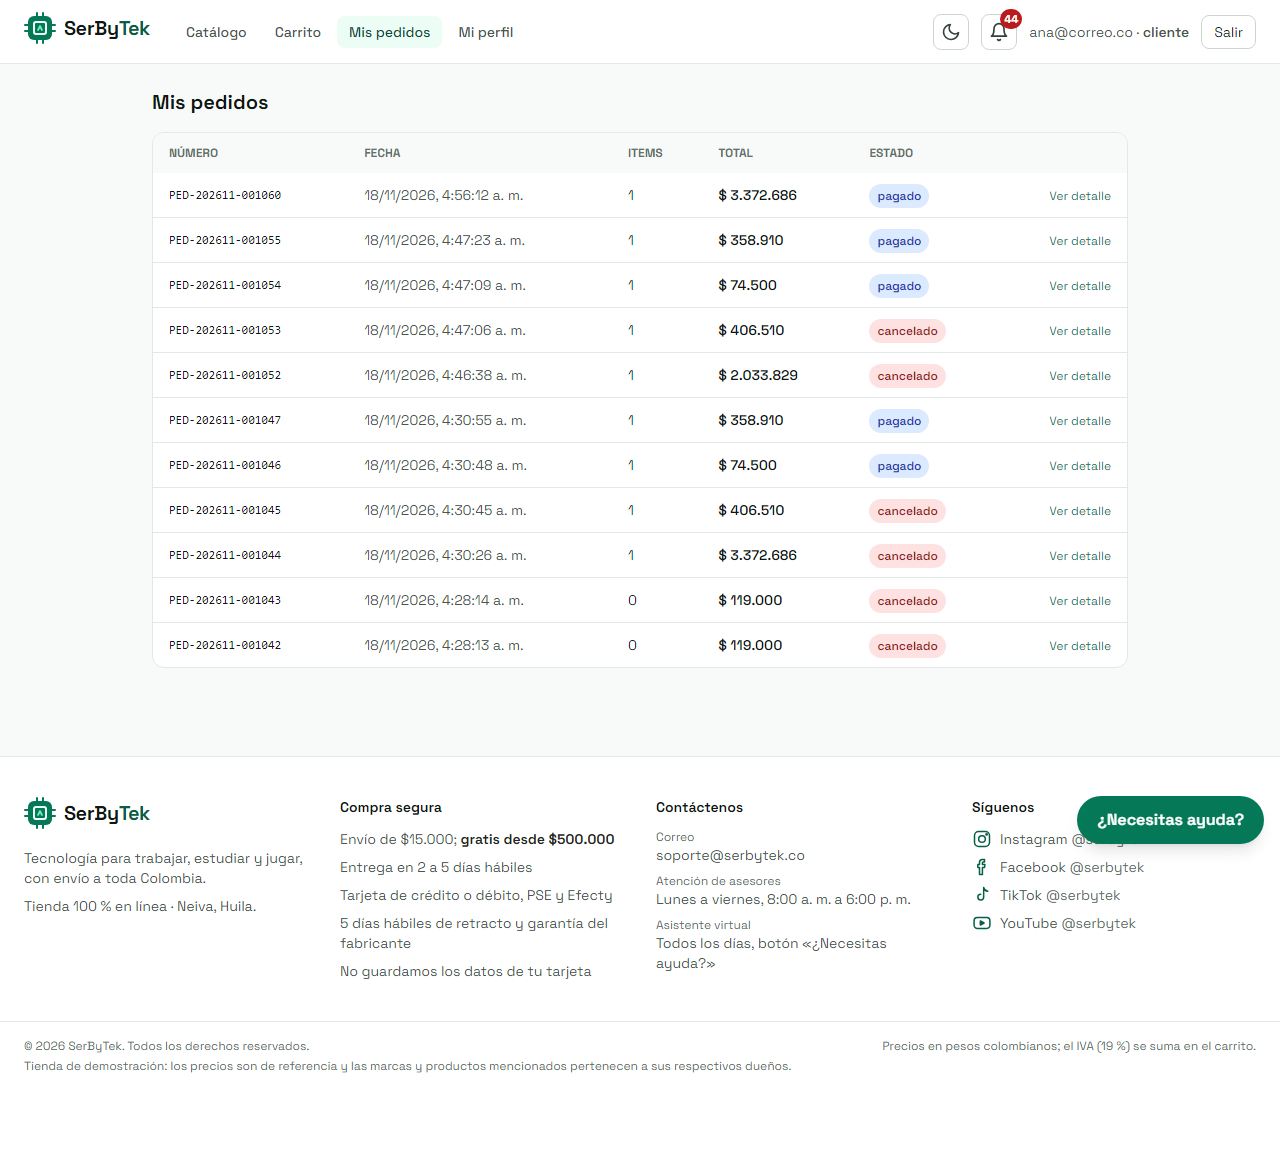 SerByTek
Catálogo
Carrito
Mis pedidos
Mi perfil
44
ana@correo.co · cliente
Salir
Mis pedidos
NÚMERO FECHA ITEMS TOTAL ESTADO
PED-202611-001060 18/11/2026, 4:56:12 a. m. 1 $ 3.372.686 pagado Ver detalle
PED-202611-001055 18/11/2026, 4:47:23 a. m. 1 $ 358.910 pagado Ver detalle
PED-202611-001054 18/11/2026, 4:47:09 a. m. 1 $ 74.500 pagado Ver detalle
PED-202611-001053 18/11/2026, 4:47:06 a. m. 1 $ 406.510 cancelado Ver detalle
PED-202611-001052 18/11/2026, 4:46:38 a. m. 1 $ 2.033.829 cancelado Ver detalle
PED-202611-001047 18/11/2026, 4:30:55 a. m. 1 $ 358.910 pagado Ver detalle
PED-202611-001046 18/11/2026, 4:30:48 a. m. 1 $ 74.500 pagado Ver detalle
PED-202611-001045 18/11/2026, 4:30:45 a. m. 1 $ 406.510 cancelado Ver detalle
PED-202611-001044 18/11/2026, 4:30:26 a. m. 1 $ 3.372.686 cancelado Ver detalle
PED-202611-001043 18/11/2026, 4:28:14 a. m. 0 $ 119.000 cancelado Ver detalle
PED-202611-001042 18/11/2026, 4:28:13 a. m. 0 $ 119.000 cancelado Ver detalle
SerByTek
Tecnología para trabajar, estudiar y jugar,
con envío a toda Colombia.
Tienda 100 % en línea · Neiva, Huila.
Compra segura
Envío de $15.000; gratis desde $500.000
Entrega en 2 a 5 días hábiles
Tarjeta de crédito o débito, PSE y Efecty
5 días hábiles de retracto y garantía del
fabricante
No guardamos los datos de tu tarjeta
Contáctenos
Correo
soporte@serbytek.co
Atención de asesores
Lunes a viernes, 8:00 a. m. a 6:00 p. m.
Asistente virtual
Todos los días, botón «¿Necesitas
ayuda?»
Síguenos
Instagram
Facebook @serbytek
TikTok @serbytek
YouTube @serbytek
¿Necesitas ayuda?
© 2026 SerByTek. Todos los derechos reservados.
Precios en pesos colombianos; el IVA (19 %) se suma en el carrito.
Tienda de demostración: los precios son de referencia y las marcas y productos mencionados pertenecen a sus respectivos dueños.